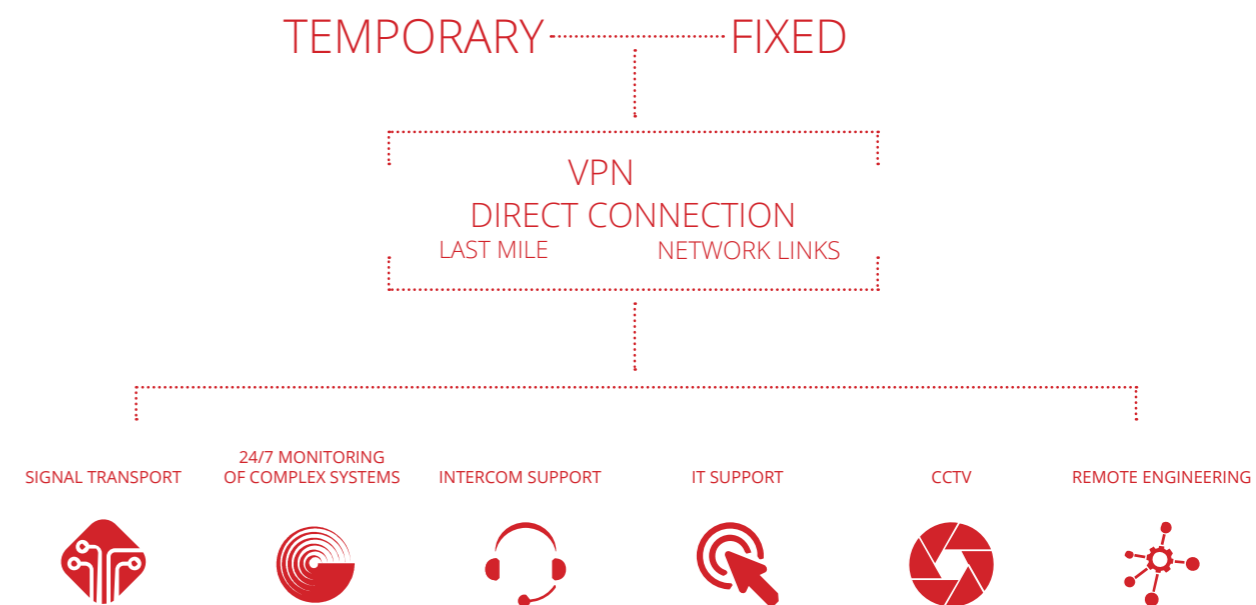 TEMPORARY FIXED
VPN
DIRECT CONNECTION
LAST MILE NETWORK LINKS
SIGNAL TRANSPORT
24/7 MONITORING
OF COMPLEX SYSTEMS
INTERCOM SUPPORT
IT SUPPORT
CCTV
REMOTE ENGINEERING